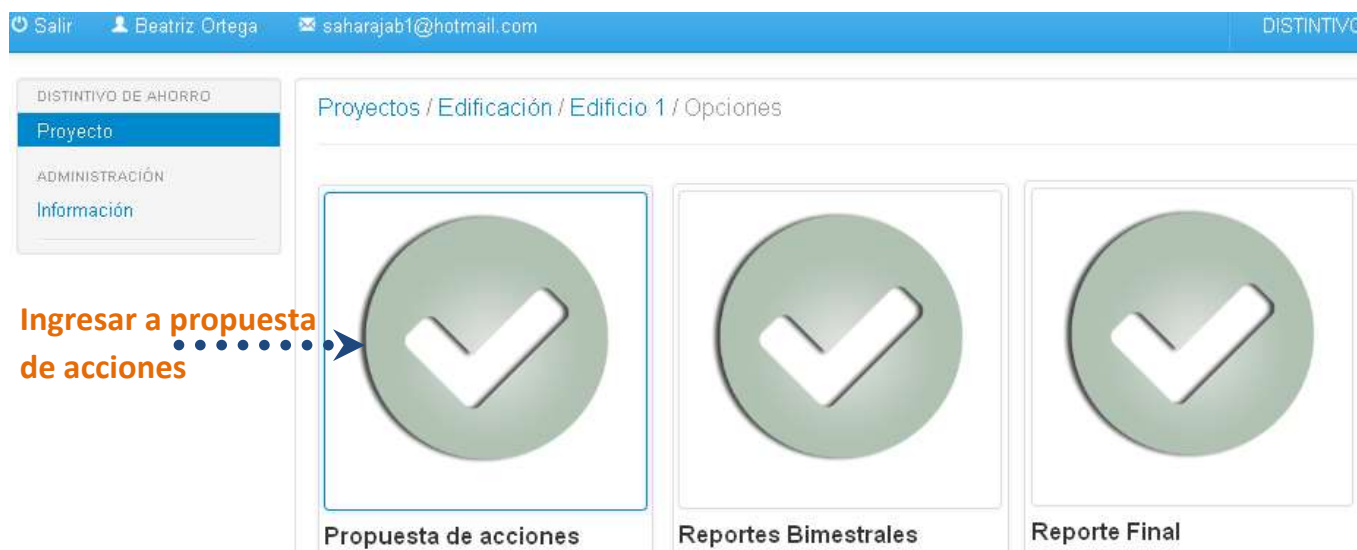 Salir Beatriz Ortega saharajab1@hotmail.com DISTINTIVO
DISTINTIVO DE AHORRO
Proyecto
ADMINISTRACIÓN
Información
Proyectos / Edificación / Edificio 1 / Opciones
Ingresar a propuesta
de acciones
Propuesta de acciones
Reportes Bimestrales
Reporte Final